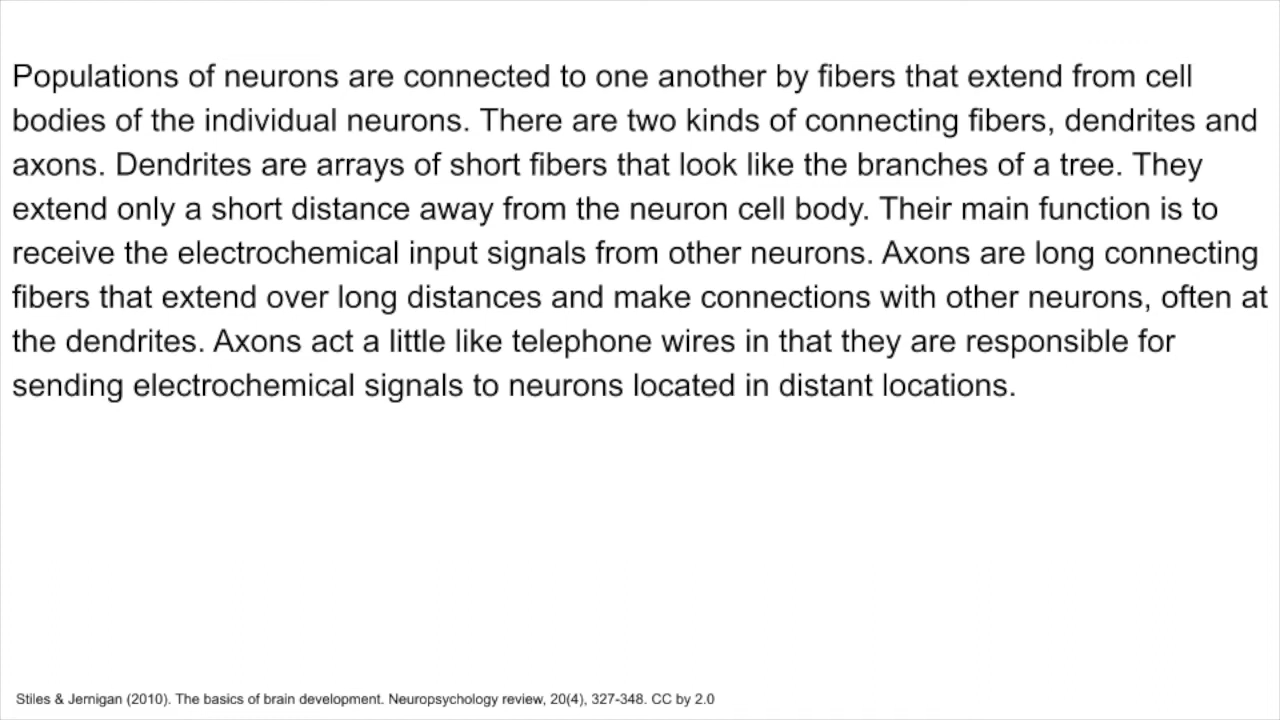 Populations of neurons are connected to one another by fibers that extend from cell
bodies of the individual neurons. There are two kinds of connecting fibers, dendrites and
axons. Dendrites are arrays of short fibers that look like the branches of a tree. They
extend only a short distance away from the neuron cell body. Their main function is to
receive the electrochemical input signals from other neurons. Axons are long connecting
fibers that extend over long distances and make connections with other neurons, often at
the dendrites. Axons act a little like telephone wires in that they are responsible for
sending electrochemical signals to neurons located in distant locations.
Stiles & Jernigan (2010). The basics of brain development. Neuropsychology review, 20(4), 327-348. CC by 2.0